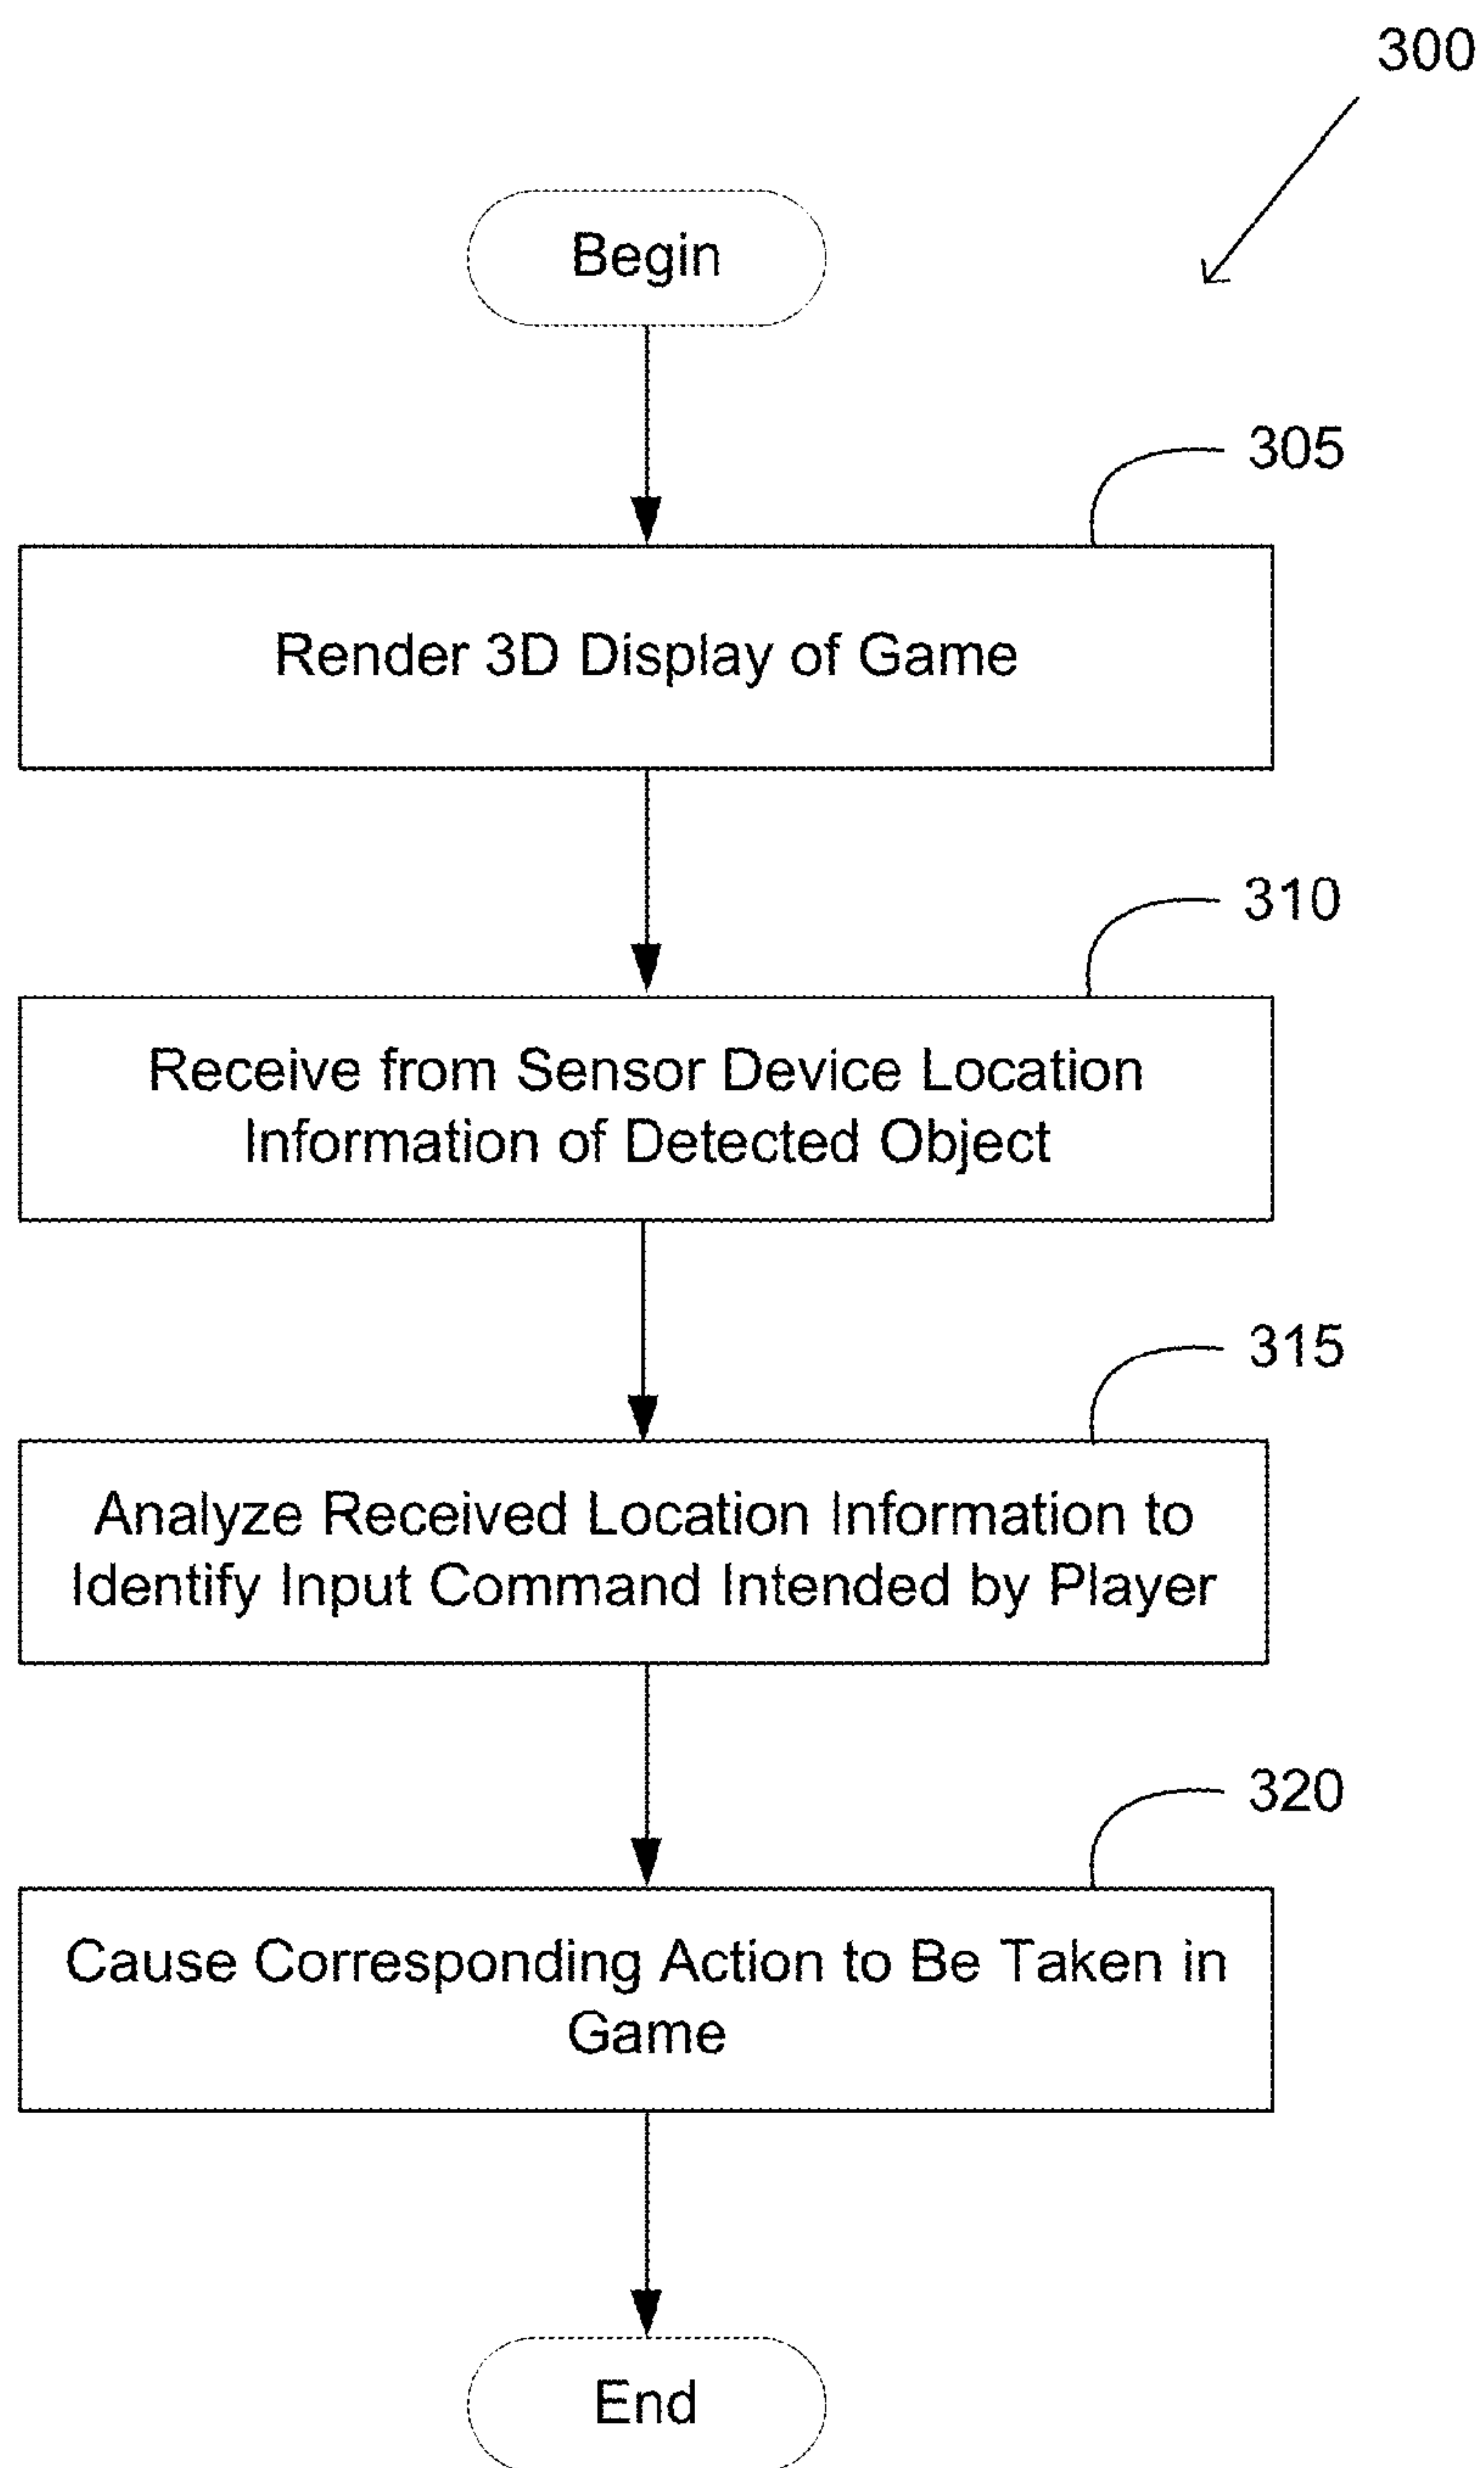 300
Begin
305
Render 3D Display of Game
310
Receive from Sensor Device Location
Information of Detected Object
315
Analyze Received Location Information to
Identify Input Command Intended by Player
320
Cause Corresponding Action to Be Taken in
Game
End